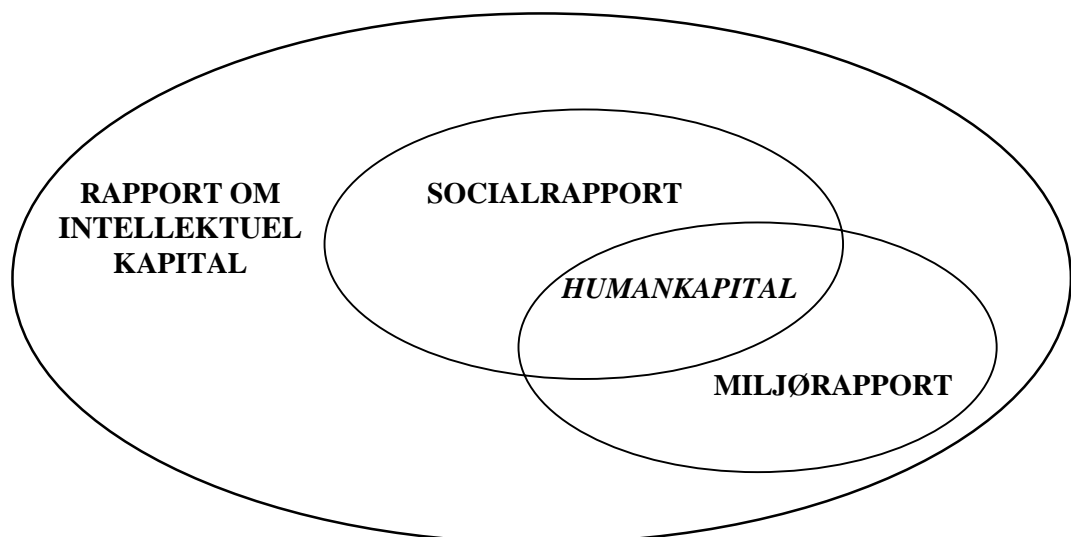 RAPPORT OM
INTELLEKTUEL
KAPITAL
SOCIALRAPPORT
HUMANKAPITAL
MILJØRAPPORT